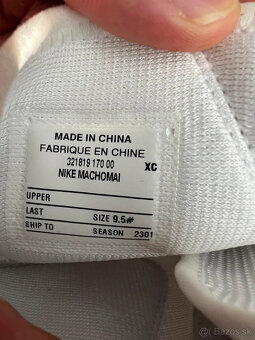 MADE IN CHINA
FABRIQUE EN CHINE
321819 170 00 XC
NIKE MACHOMAI
UPPER
LAST SIZE 9.5#
SHIP TO SEASON 2301
Bazos.sk